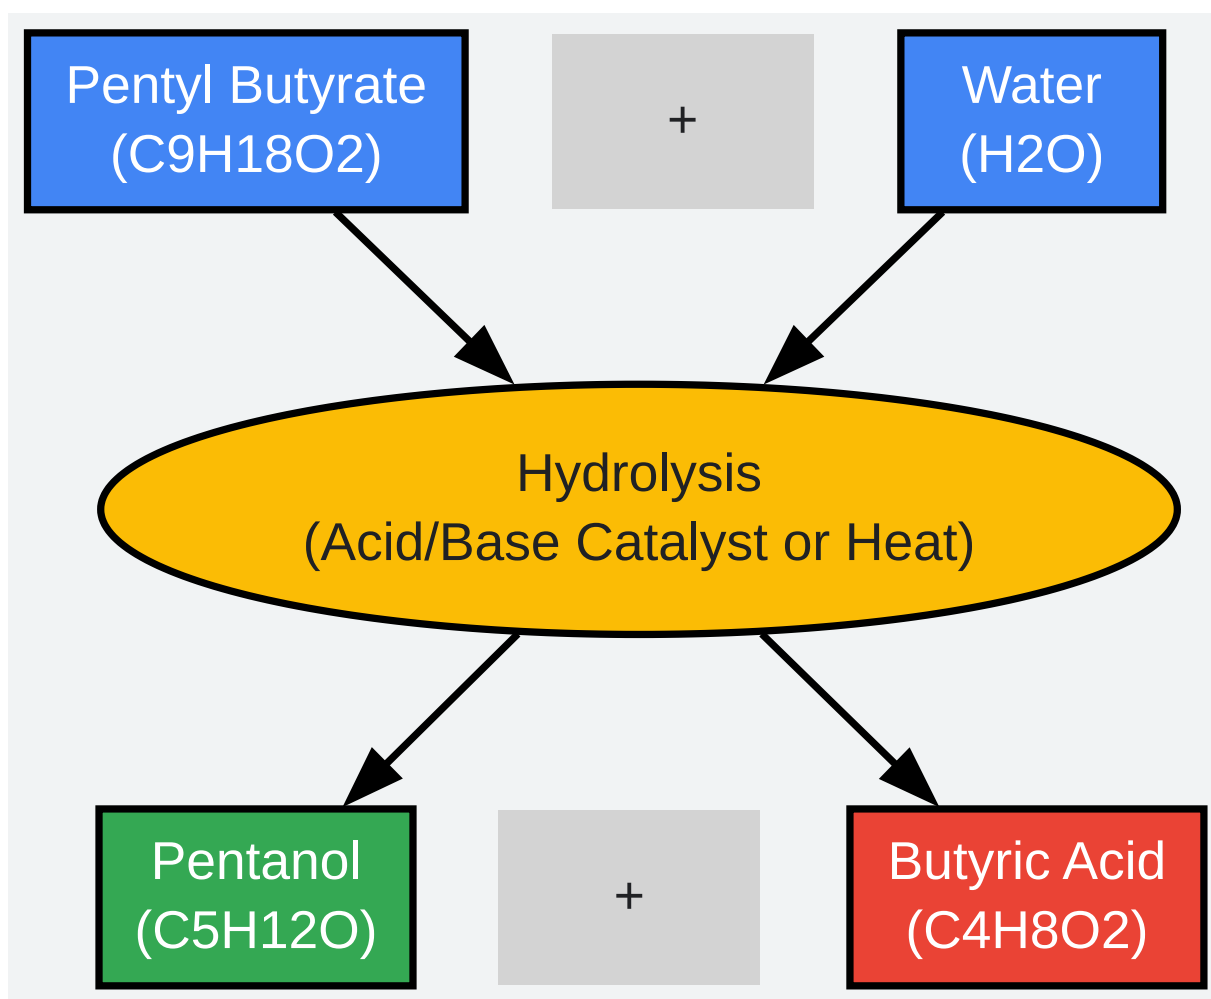 Pentyl Butyrate
(C9H18O2)
+
Water
(H2O)
Hydrolysis
(Acid/Base Catalyst or Heat)
Pentanol
(C5H12O)
+
Butyric Acid
(C4H8O2)